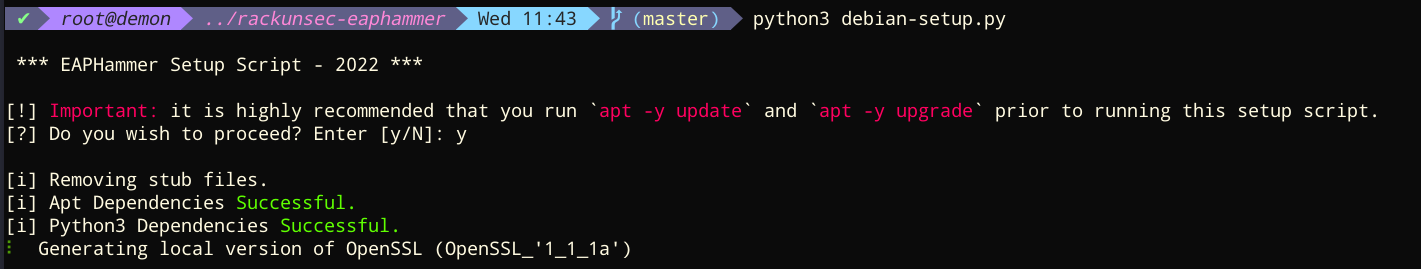 ✔ root@demon ../rackunsec-eaphammer Wed 11:43 (master) python3 debian-setup.py
*** EAPHammer Setup Script - 2022 ***
[!] Important: it is highly recommended that you run `apt -y update` and `apt -y upgrade` prior to running this setup script.
[?] Do you wish to proceed? Enter [y/N]: y
[i] Removing stub files.
[i] Apt Dependencies Successful.
[i] Python3 Dependencies Successful.
⠇ Generating local version of OpenSSL (OpenSSL_'1_1_1a')